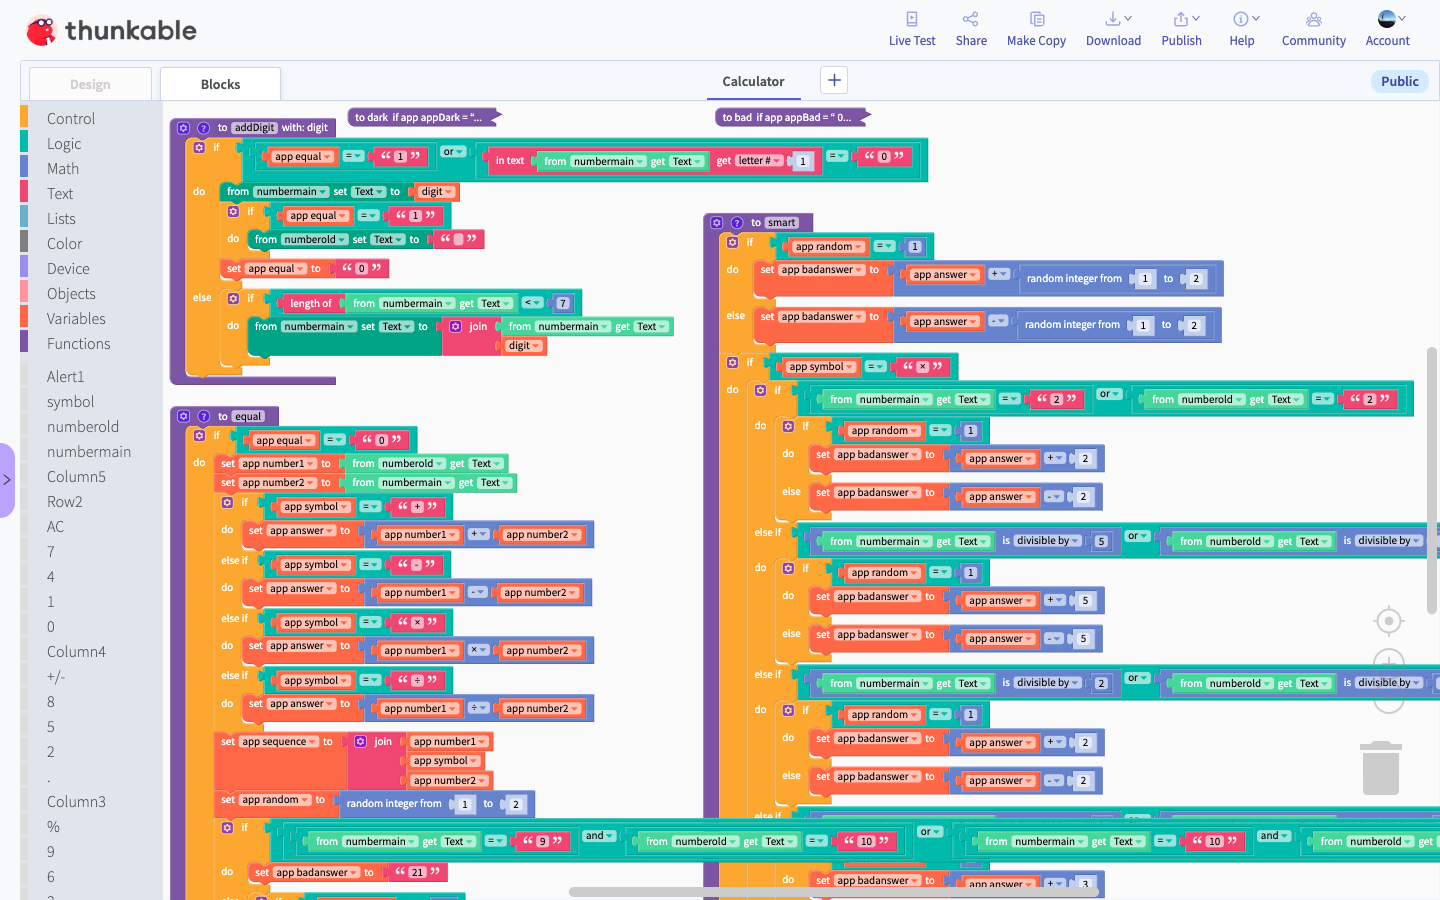 thunkable
Live Test
Share
Make Copy
Download
Publish
Help
Community
Account
Design
Blocks
Calculator
+
Public
Control
Logic
Math
Text
Lists
Color
Device
Objects
Variables
Functions
Alert1
symbol
numberold
numbermain
Column5
Row2
AC
7
4
1
0
Column4
+/-
8
5
2
.
Column3
%
9
6
to dark if app appDark = “...
to bad if app appBad = “ 0...
? to addDigit with: digit
if app equal = “ 1 ” or in text from numbermain get Text get letter # 1 = “ 0 ”
do from numbermain set Text to digit
if app equal = “ 1 ”
do from numberold set Text to “ ”
set app equal to “ 0 ”
else if length of from numbermain get Text < 7
do from numbermain set Text to join from numbermain get Text
digit
? to equal
if app equal = “ 0 ”
do set app number1 to from numberold get Text
set app number2 to from numbermain get Text
if app symbol = “ + ”
do set app answer to app number1 + app number2
else if app symbol = “ - ”
do set app answer to app number1 - app number2
else if app symbol = “ × ”
do set app answer to app number1 × app number2
else if app symbol = “ ÷ ”
do set app answer to app number1 ÷ app number2
set app sequence to join app number1
app symbol
app number2
set app random to random integer from 1 to 2
if from numbermain get Text = “ 9 ” and from numberold get Text = “ 10 ” or from numbermain get Text = “ 10 ” and from numberold get
do set app badanswer to “ 21 ”
? to smart
if app random = 1
do set app badanswer to app answer + random integer from 1 to 2
else set app badanswer to app answer - random integer from 1 to 2
if app symbol = “ × ”
do if from numbermain get Text = “ 2 ” or from numberold get Text = “ 2 ”
do if app random = 1
do set app badanswer to app answer + 2
else set app badanswer to app answer - 2
else if from numbermain get Text is divisible by 5 or from numberold get Text is divisible by
do if app random = 1
do set app badanswer to app answer + 5
else set app badanswer to app answer - 5
else if from numbermain get Text is divisible by 2 or from numberold get Text is divisible by
do if app random = 1
do set app badanswer to app answer + 2
else set app badanswer to app answer - 2
else if
do set app badanswer to app answer + 3